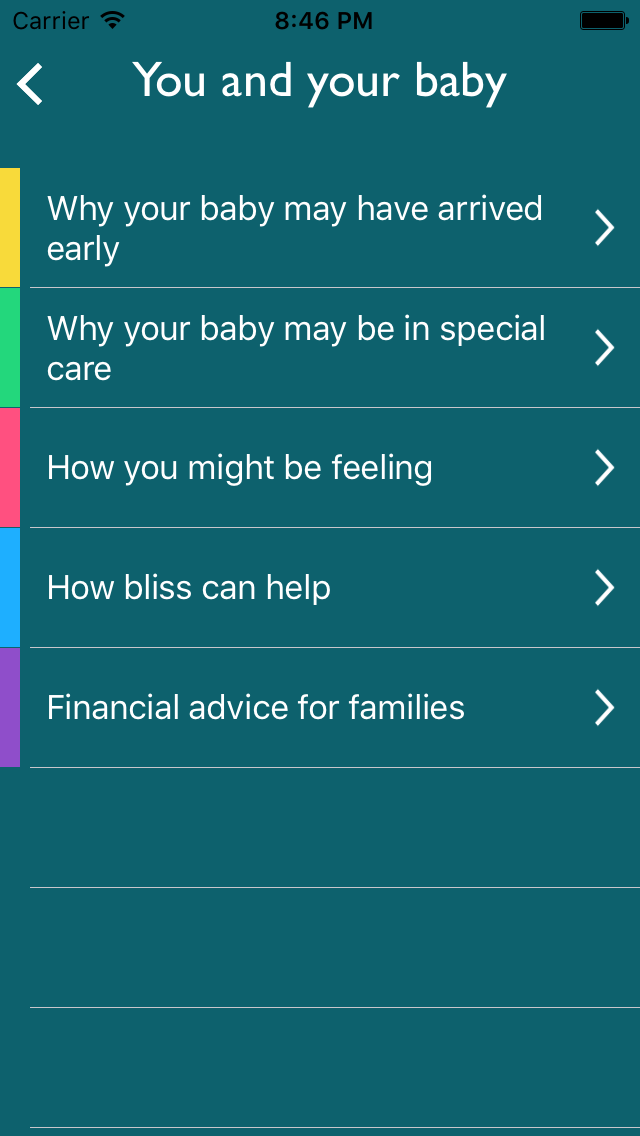 Carrier 8:46 PM
You and your baby
Why your baby may have arrived
early
Why your baby may be in special
care
How you might be feeling
How bliss can help
Financial advice for families